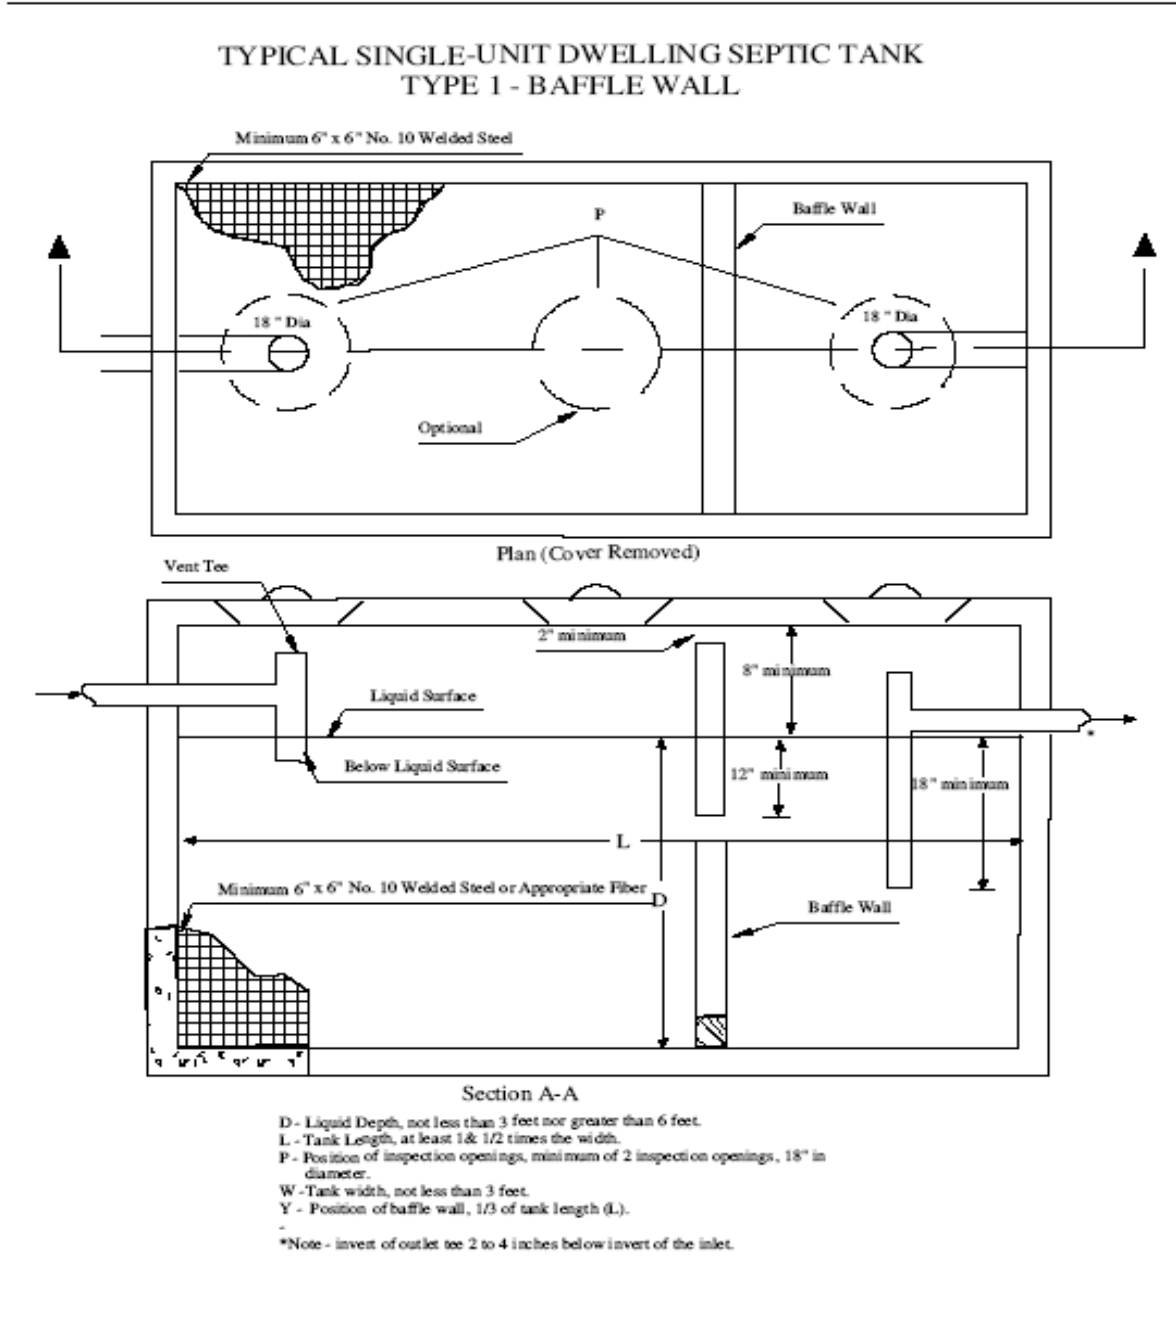 TYPICAL SINGLE-UNIT DWELLING SEPTIC TANK
TYPE 1 - BAFFLE WALL
Minimum 6" x 6" No. 10 Welded Steel
P
Baffle Wall
18 " Dia
18 " Dia
Optional
Plan (Cover Removed)
Vent Tee
2" minimum
8" minimum
Liquid Surface
*
Below Liquid Surface
12" minimum
18" minimum
L
Minimum 6" x 6" No. 10 Welded Steel or Appropriate Fiber
D
Baffle Wall
Section A-A
D - Liquid Depth, not less than 3 feet nor greater than 6 feet.
L - Tank Length, at least 1& 1/2 times the width.
P - Position of inspection openings, minimum of 2 inspection openings, 18" in
diameter.
W -Tank width, not less than 3 feet.
Y - Position of baffle wall, 1/3 of tank length (L).
-
*Note - invert of outlet tee 2 to 4 inches below invert of the inlet.